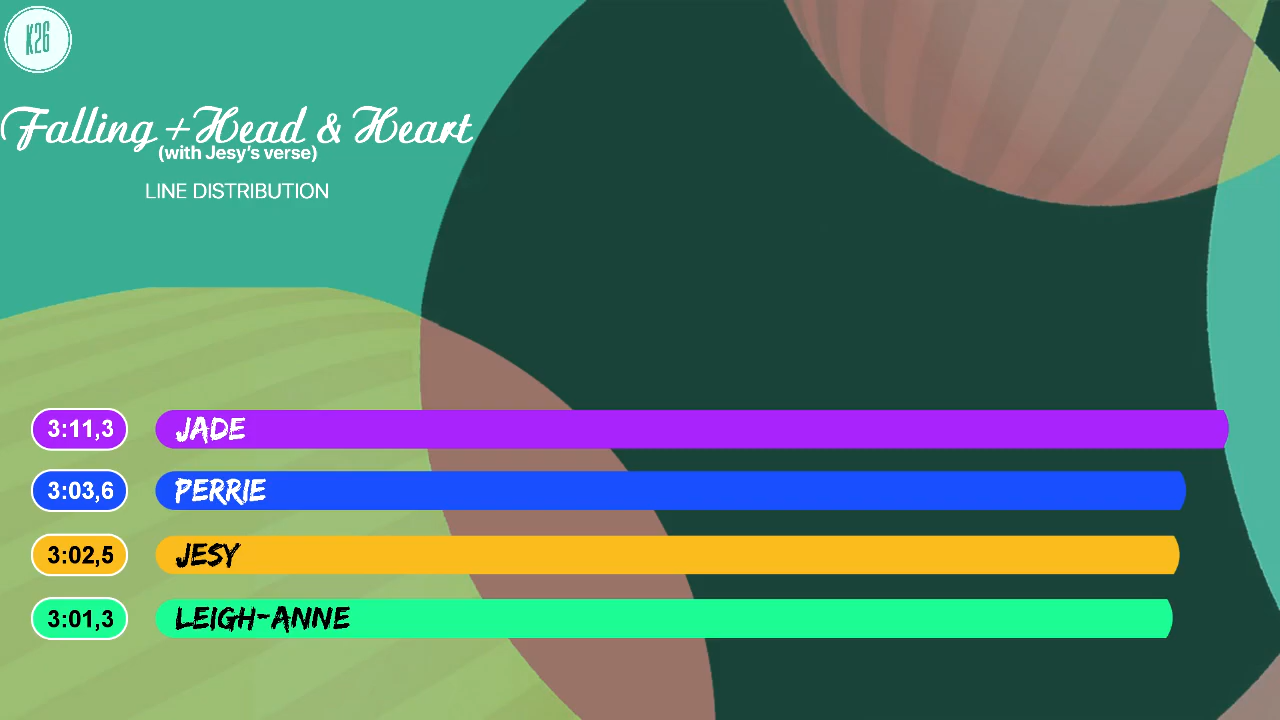 K26
Falling + Head & Heart
(with Jesy's verse)
LINE DISTRIBUTION
3:11,3 JADE
3:03,6 PERRIE
3:02,5 JESY
3:01,3 LEIGH-ANNE